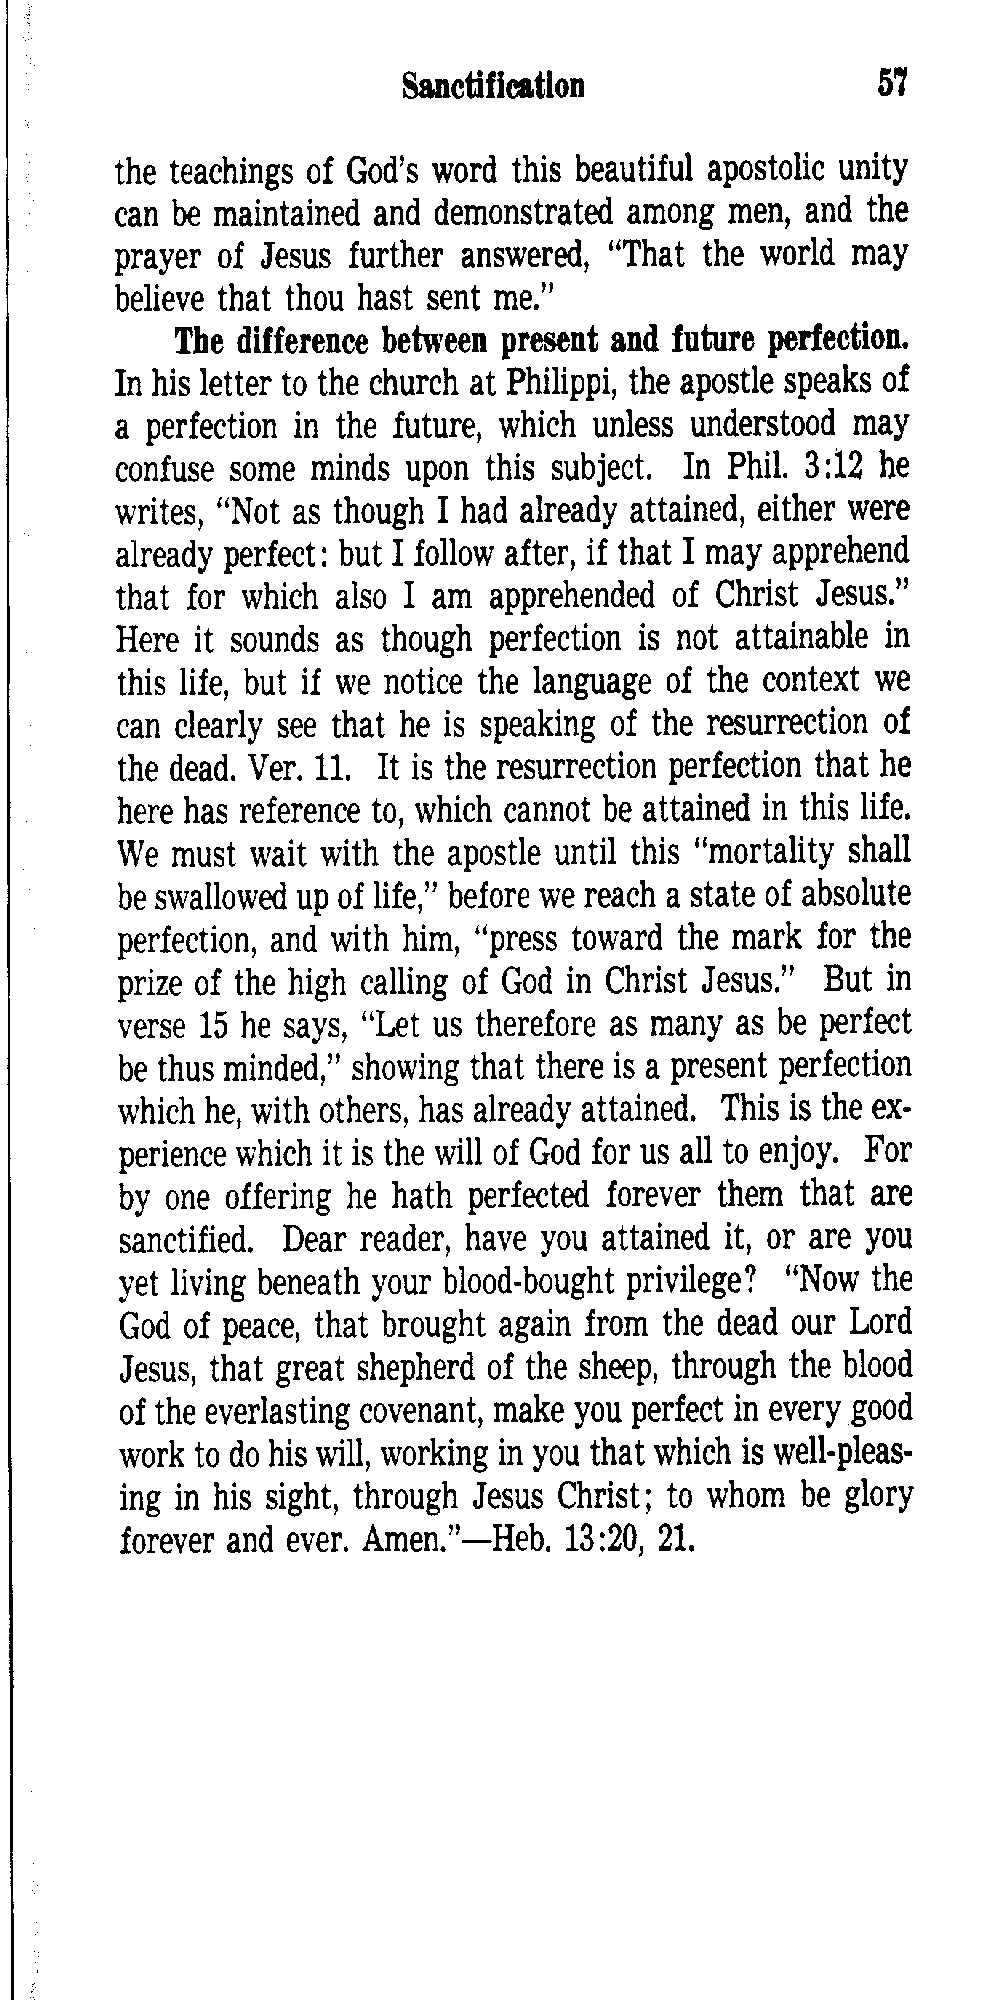 Sanctification 57
the teachings of God's word this beautiful apostolic unity
can be maintained and demonstrated among men, and the
prayer of Jesus further answered, “That the world may
believe that thou hast sent me.”
The difference between present and future perfection.
In his letter to the church at Philippi, the apostle speaks of
a perfection in the future, which unless understood may
confuse some minds upon this subject. In Phil. 3:12 he
writes, “Not as though I had already attained, either were
already perfect: but I follow after, if that I may apprehend
that for which also I am apprehended of Christ Jesus.”
Here it sounds as though perfection is not attainable in
this life, but if we notice the language of the context we
can clearly see that he is speaking of the resurrection of
the dead. Ver. 11. It is the resurrection perfection that he
here has reference to, which cannot be attained in this life.
We must wait with the apostle until this “mortality shall
be swallowed up of life,” before we reach a state of absolute
perfection, and with him, “press toward the mark for the
prize of the high calling of God in Christ Jesus.” But in
verse 15 he says, “Let us therefore as many as be perfect
be thus minded,” showing that there is a present perfection
which he, with others, has already attained. This is the ex-
perience which it is the will of God for us all to enjoy. For
by one offering he hath perfected forever them that are
sanctified. Dear reader, have you attained it, or are you
yet living beneath your blood-bought privilege? “Now the
God of peace, that brought again from the dead our Lord
Jesus, that great shepherd of the sheep, through the blood
of the everlasting covenant, make you perfect in every good
work to do his will, working in you that which is well-pleas-
ing in his sight, through Jesus Christ; to whom be glory
forever and ever. Amen.”—Heb. 13:20, 21.